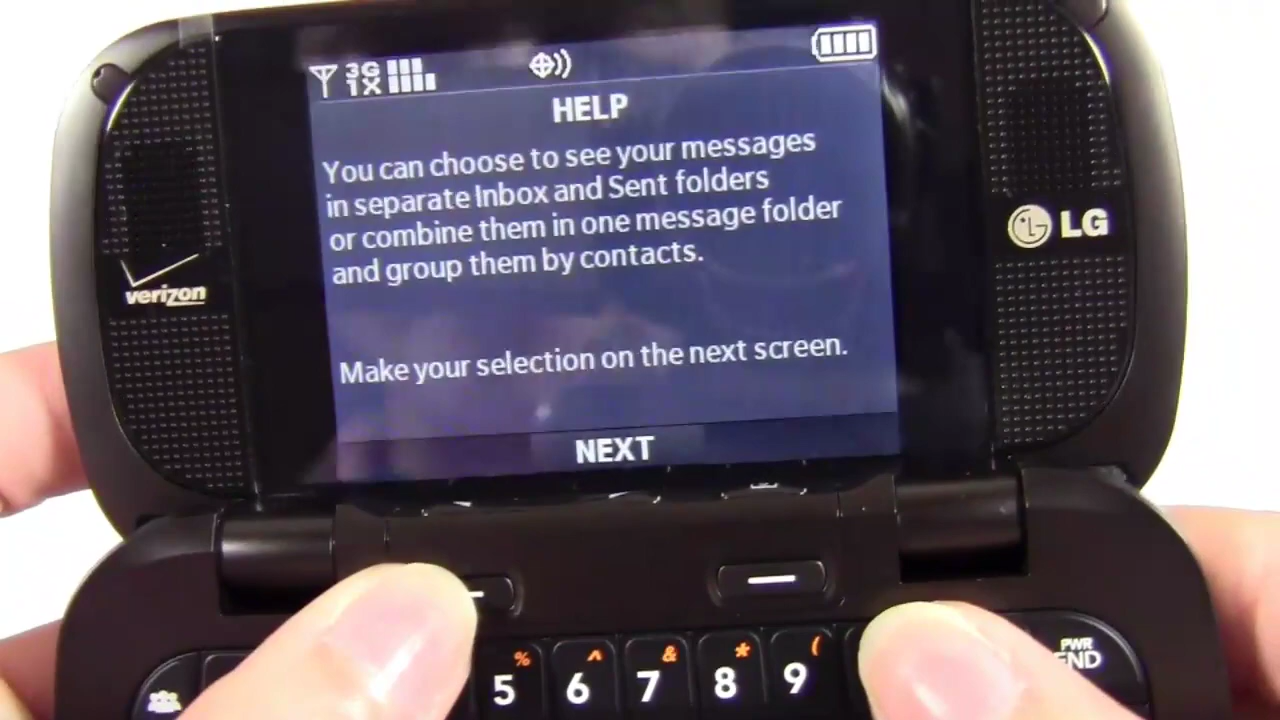 3G
1X
HELP
You can choose to see your messages
in separate Inbox and Sent folders
or combine them in one message folder
and group them by contacts.
Make your selection on the next screen.
NEXT
verizon
LG
PWR
END
% ^ & * (
5 6 7 8 9